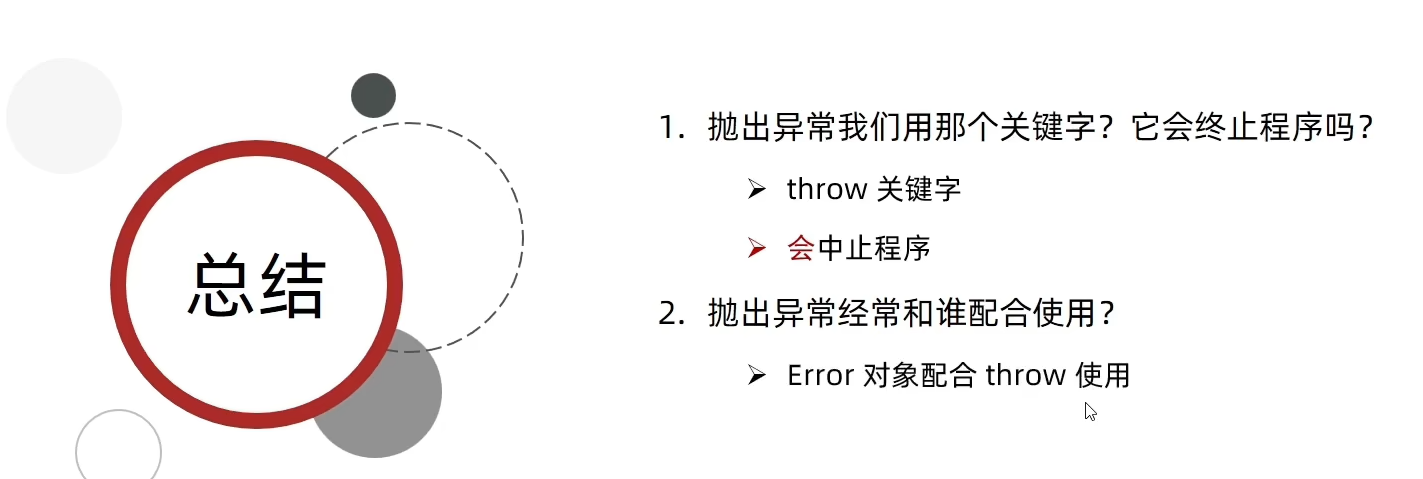 总结
1. 抛出异常我们用那个关键字？它会终止程序吗？
➢ throw 关键字
➢ 会中止程序
2. 抛出异常经常和谁配合使用？
➢ Error 对象配合 throw 使用